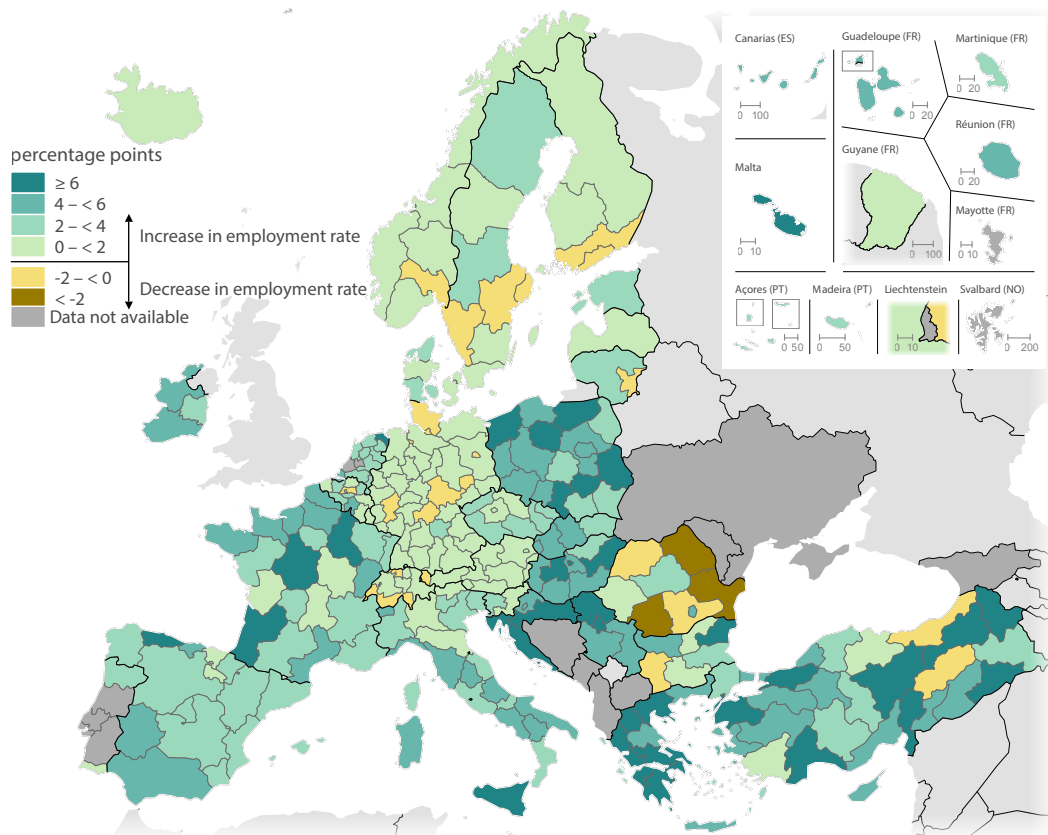 percentage points
≥ 6
4 – < 6
2 – < 4
0 – < 2
-2 – < 0
< -2
Data not available
Increase in employment rate
Decrease in employment rate
Canarias (ES)
0 100
Guadeloupe (FR)
0 20
Martinique (FR)
0 20
Malta
0 10
Guyane (FR)
0 100
Réunion (FR)
0 20
Mayotte (FR)
0 10
Açores (PT)
0 50
Madeira (PT)
0 50
Liechtenstein
0 10
Svalbard (NO)
0 200